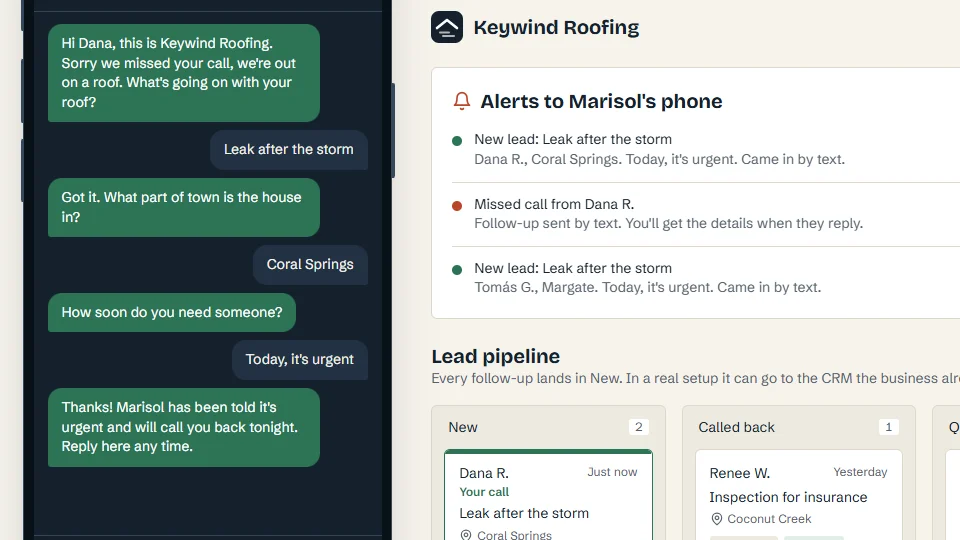 Hi Dana, this is Keywind Roofing.
Sorry we missed your call, we're out
on a roof. What's going on with your
roof?
Leak after the storm
Got it. What part of town is the house
in?
Coral Springs
How soon do you need someone?
Today, it's urgent
Thanks! Marisol has been told it's
urgent and will call you back tonight.
Reply here any time.
Keywind Roofing
Alerts to Marisol's phone
New lead: Leak after the storm
Dana R., Coral Springs. Today, it's urgent. Came in by text.
Missed call from Dana R.
Follow-up sent by text. You'll get the details when they reply.
New lead: Leak after the storm
Tomás G., Margate. Today, it's urgent. Came in by text.
Lead pipeline
Every follow-up lands in New. In a real setup it can go to the CRM the business
New 2
Dana R. Just now
Your call
Leak after the storm
Coral Springs
Called back 1
Renee W. Yesterday
Inspection for insurance
Coconut Creek